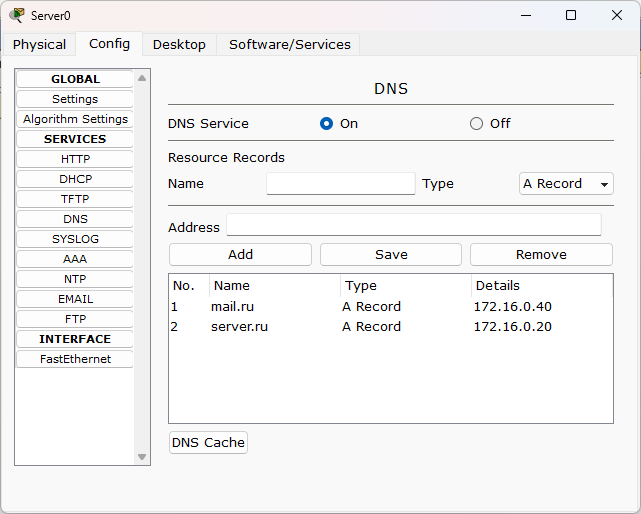 Server0
Physical Config Desktop Software/Services
GLOBAL
Settings
Algorithm Settings
SERVICES
HTTP
DHCP
TFTP
DNS
SYSLOG
AAA
NTP
EMAIL
FTP
INTERFACE
FastEthernet
DNS
DNS Service On Off
Resource Records
Name Type A Record
Address
Add Save Remove
No. Name Type Details
1 mail.ru A Record 172.16.0.40
2 server.ru A Record 172.16.0.20
DNS Cache